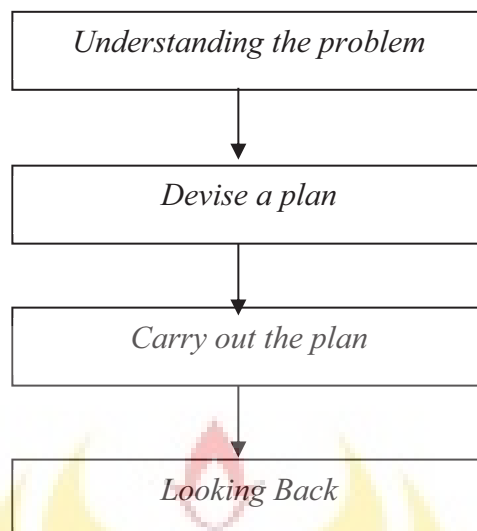 Understanding the problem
Devise a plan
Carry out the plan
Looking Back